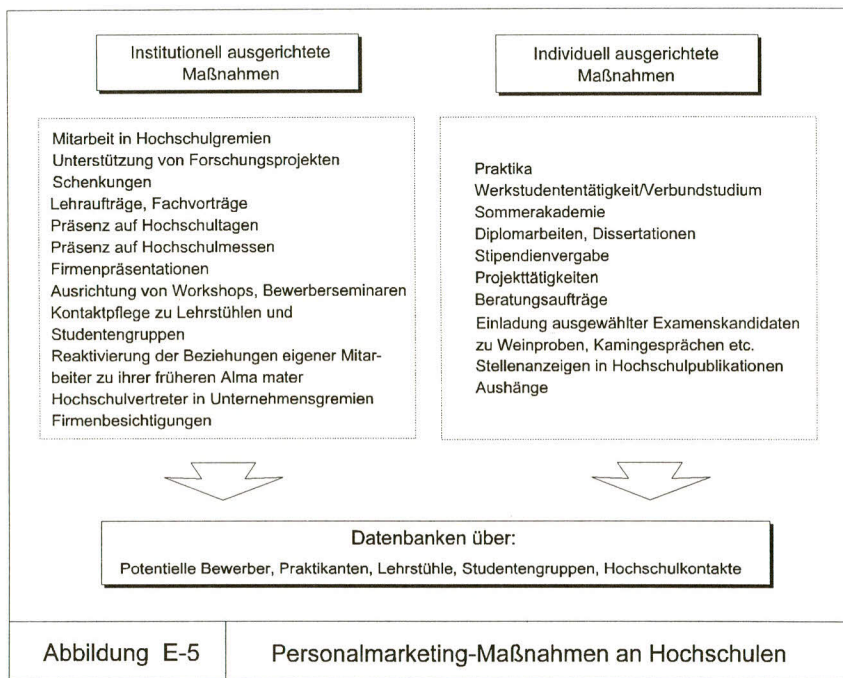 Institutionell ausgerichtete
Maßnahmen
Mitarbeit in Hochschulgremien
Unterstützung von Forschungsprojekten
Schenkungen
Lehraufträge, Fachvorträge
Präsenz auf Hochschultagen
Präsenz auf Hochschulmessen
Firmenpräsentationen
Ausrichtung von Workshops, Bewerberseminaren
Kontaktpflege zu Lehrstühlen und
Studentengruppen
Reaktivierung der Beziehungen eigener Mitar-
beiter zu ihrer früheren Alma mater
Hochschulvertreter in Unternehmensgremien
Firmenbesichtigungen
Individuell ausgerichtete
Maßnahmen
Praktika
Werkstudententätigkeit/Verbundstudium
Sommerakademie
Diplomarbeiten, Dissertationen
Stipendienvergabe
Projekttätigkeiten
Beratungsaufträge
Einladung ausgewählter Examenskandidaten
zu Weinproben, Kamingesprächen etc.
Stellenanzeigen in Hochschulpublikationen
Aushänge
Datenbanken über:
Potentielle Bewerber, Praktikanten, Lehrstühle, Studentengruppen, Hochschulkontakte
Abbildung E-5
Personalmarketing-Maßnahmen an Hochschulen